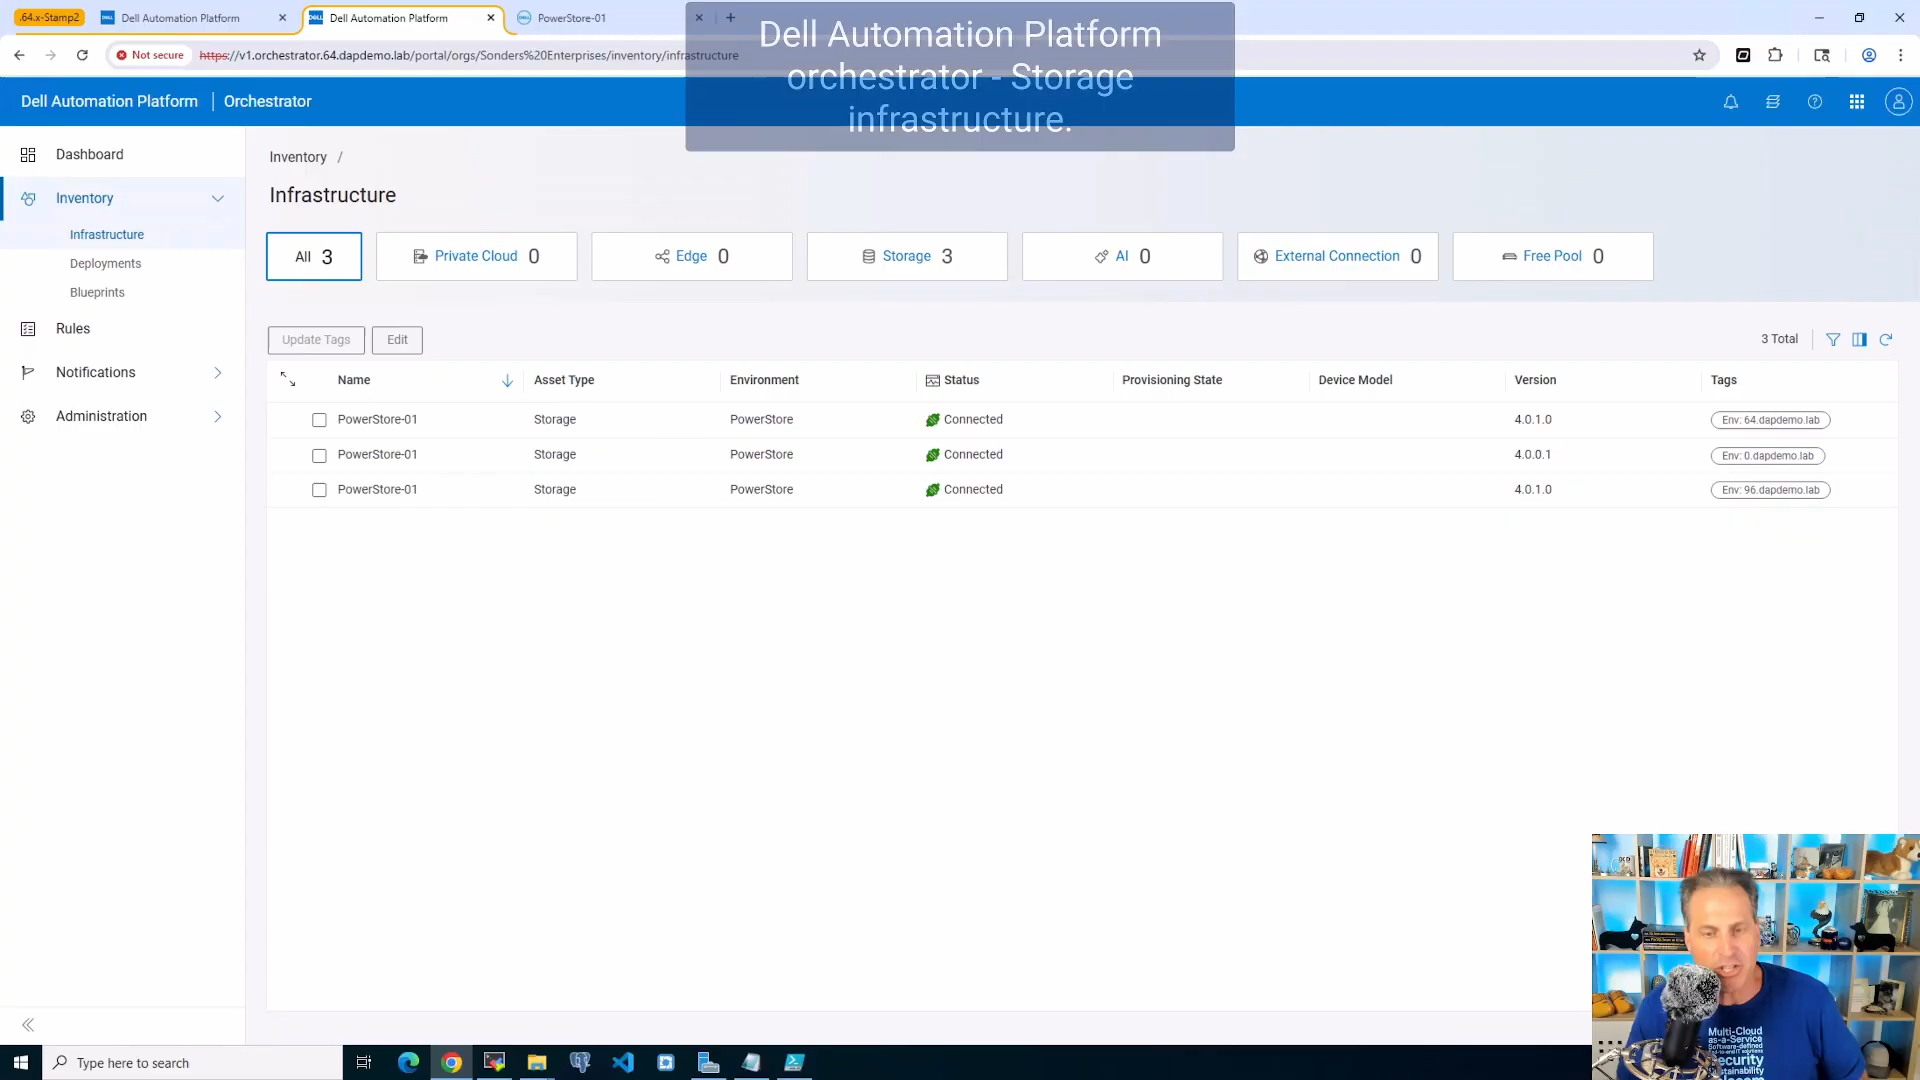 .64.x-Stamp2
Dell Automation Platform
Dell Automation Platform
PowerStore-01
Not secure
https://v1.orchestrator.64.dapdemo.lab/portal/orgs/Sonders%20Enterprises/inventory/infrastructure
Dell Automation Platform
orchestrator - Storage
infrastructure.
Dell Automation Platform | Orchestrator
Dashboard
Inventory
Infrastructure
Deployments
Blueprints
Rules
Notifications
Administration
Inventory /
Infrastructure
All 3
Private Cloud 0
Edge 0
Storage 3
AI 0
External Connection 0
Free Pool 0
Update Tags
Edit
3 Total
Name Asset Type Environment Status Provisioning State Device Model Version Tags
PowerStore-01 Storage PowerStore Connected 4.0.1.0 Env: 64.dapdemo.lab
PowerStore-01 Storage PowerStore Connected 4.0.0.1 Env: 0.dapdemo.lab
PowerStore-01 Storage PowerStore Connected 4.0.1.0 Env: 96.dapdemo.lab
Multi-Cloud
as-a-Service
Software-defined
Type here to search